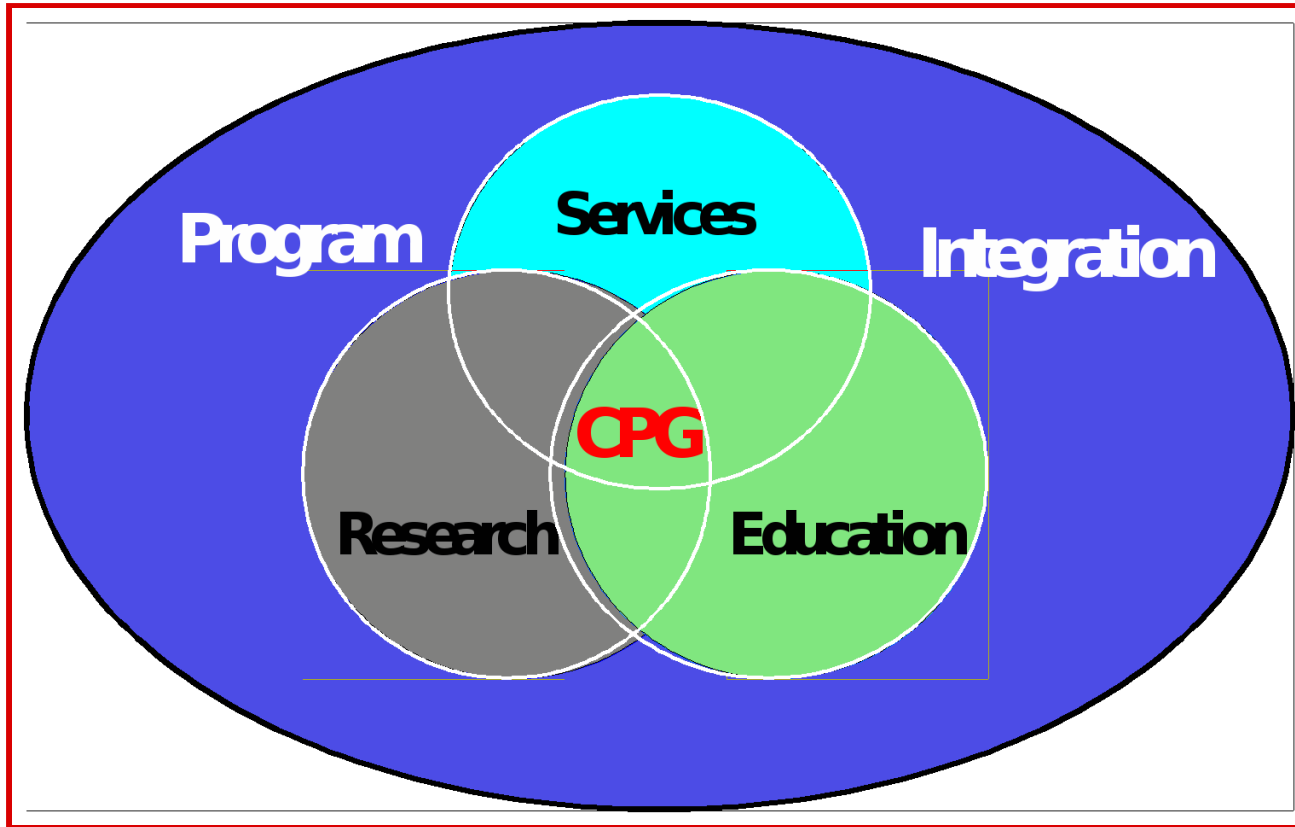 Services
Program
Integration
CPG
Research
Education